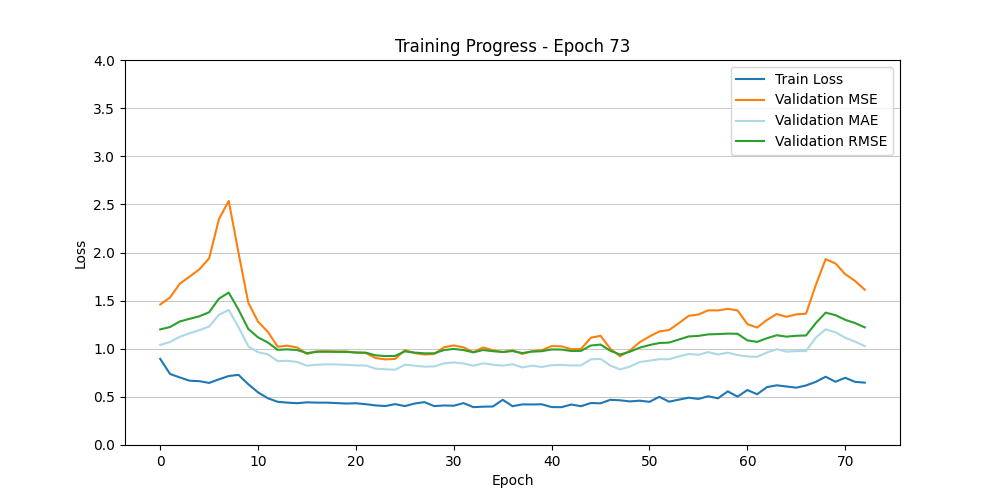 Training Progress - Epoch 73
4.0
3.5
3.0
2.5
2.0
1.5
1.0
0.5
0.0
Loss
Train Loss
Validation MSE
Validation MAE
Validation RMSE
0 10 20 30 40 50 60 70
Epoch